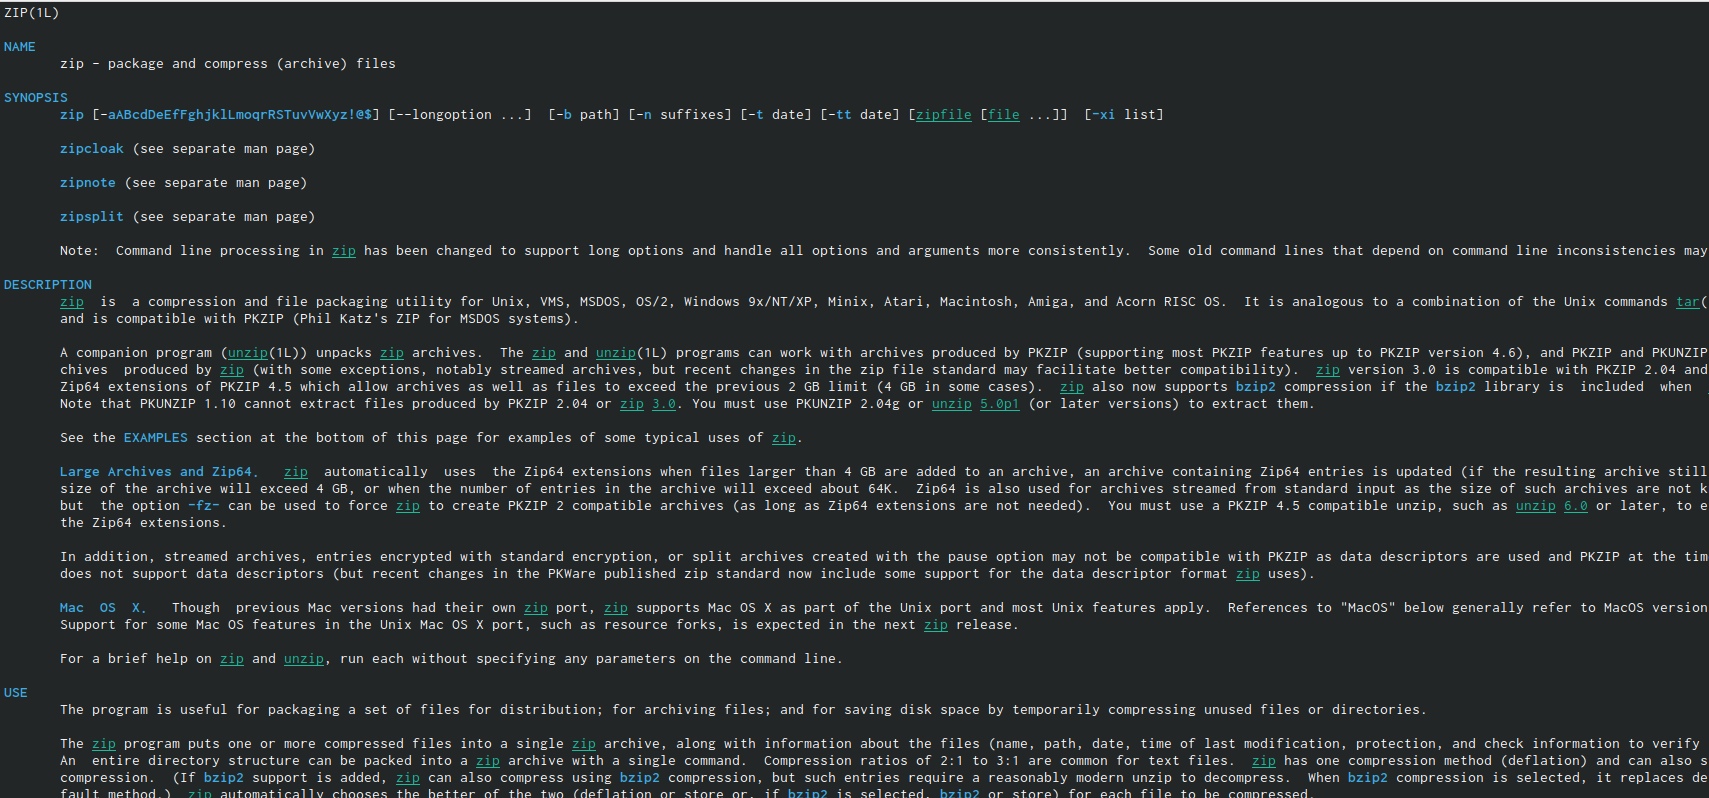 ZIP(1L)
NAME
zip - package and compress (archive) files
SYNOPSIS
zip [-aABcdDeEfFghjklLmoqrRSTuvVwXyz!@$] [--longoption ...]  [-b path] [-n suffixes] [-t date] [-tt date] [zipfile [file ...]]  [-xi list]
zipcloak (see separate man page)
zipnote (see separate man page)
zipsplit (see separate man page)
Note:  Command line processing in zip has been changed to support long options and handle all options and arguments more consistently.  Some old command lines that depend on command line inconsistencies may
DESCRIPTION
zip  is  a compression and file packaging utility for Unix, VMS, MSDOS, OS/2, Windows 9x/NT/XP, Minix, Atari, Macintosh, Amiga, and Acorn RISC OS.  It is analogous to a combination of the Unix commands tar(
and is compatible with PKZIP (Phil Katz's ZIP for MSDOS systems).
A companion program (unzip(1L)) unpacks zip archives.  The zip and unzip(1L) programs can work with archives produced by PKZIP (supporting most PKZIP features up to PKZIP version 4.6), and PKZIP and PKUNZIP
chives  produced by zip (with some exceptions, notably streamed archives, but recent changes in the zip file standard may facilitate better compatibility).  zip version 3.0 is compatible with PKZIP 2.04 and
Zip64 extensions of PKZIP 4.5 which allow archives as well as files to exceed the previous 2 GB limit (4 GB in some cases).  zip also now supports bzip2 compression if the bzip2 library is  included  when
Note that PKUNZIP 1.10 cannot extract files produced by PKZIP 2.04 or zip 3.0. You must use PKUNZIP 2.04g or unzip 5.0p1 (or later versions) to extract them.
See the EXAMPLES section at the bottom of this page for examples of some typical uses of zip.
Large Archives and Zip64.   zip  automatically  uses  the Zip64 extensions when files larger than 4 GB are added to an archive, an archive containing Zip64 entries is updated (if the resulting archive still
size of the archive will exceed 4 GB, or when the number of entries in the archive will exceed about 64K.  Zip64 is also used for archives streamed from standard input as the size of such archives are not k
but  the option -fz- can be used to force zip to create PKZIP 2 compatible archives (as long as Zip64 extensions are not needed).  You must use a PKZIP 4.5 compatible unzip, such as unzip 6.0 or later, to e
the Zip64 extensions.
In addition, streamed archives, entries encrypted with standard encryption, or split archives created with the pause option may not be compatible with PKZIP as data descriptors are used and PKZIP at the tim
does not support data descriptors (but recent changes in the PKWare published zip standard now include some support for the data descriptor format zip uses).
Mac  OS  X.   Though  previous Mac versions had their own zip port, zip supports Mac OS X as part of the Unix port and most Unix features apply.  References to "MacOS" below generally refer to MacOS version
Support for some Mac OS features in the Unix Mac OS X port, such as resource forks, is expected in the next zip release.
For a brief help on zip and unzip, run each without specifying any parameters on the command line.
USE
The program is useful for packaging a set of files for distribution; for archiving files; and for saving disk space by temporarily compressing unused files or directories.
The zip program puts one or more compressed files into a single zip archive, along with information about the files (name, path, date, time of last modification, protection, and check information to verify
An  entire directory structure can be packed into a zip archive with a single command.  Compression ratios of 2:1 to 3:1 are common for text files.  zip has one compression method (deflation) and can also s
compression.  (If bzip2 support is added, zip can also compress using bzip2 compression, but such entries require a reasonably modern unzip to decompress.  When bzip2 compression is selected, it replaces de
fault method.)  zip automatically chooses the better of the two (deflation or store or, if bzip2 is selected, bzip2 or store) for each file to be compressed.